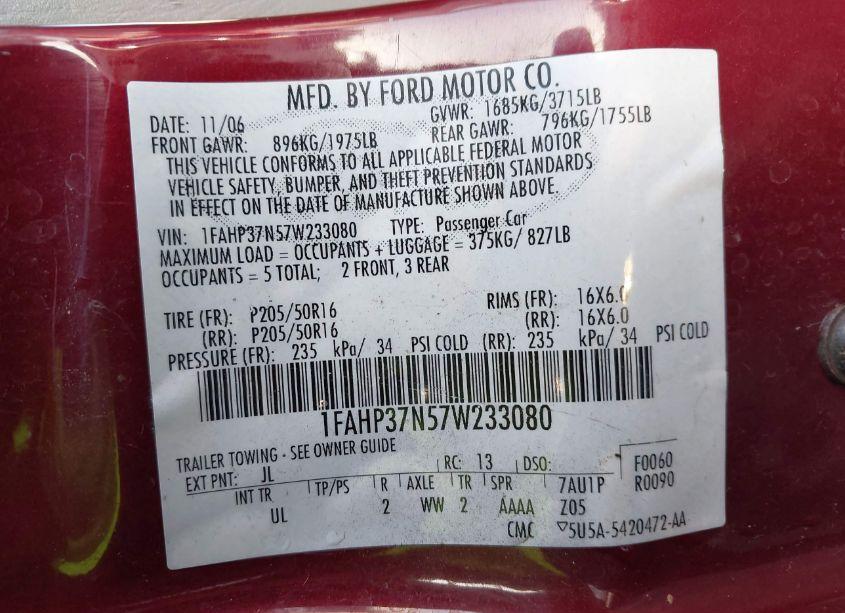 MFD. BY FORD MOTOR CO.
DATE: 11/06 GVWR: 1685KG/3715LB
FRONT GAWR: 896KG/1975LB REAR GAWR: 796KG/1755LB
THIS VEHICLE CONFORMS TO ALL APPLICABLE FEDERAL MOTOR
VEHICLE SAFETY, BUMPER, AND THEFT PREVENTION STANDARDS
IN EFFECT ON THE DATE OF MANUFACTURE SHOWN ABOVE.
VIN: 1FAHP37N57W233080 TYPE: Passenger Car
MAXIMUM LOAD = OCCUPANTS + LUGGAGE = 375KG/ 827LB
OCCUPANTS = 5 TOTAL; 2 FRONT, 3 REAR
TIRE (FR): P205/50R16 RIMS (FR): 16X6.0
(RR): P205/50R16 (RR): 16X6.0
PRESSURE (FR): 235 kPa/ 34 PSI COLD (RR): 235 kPa/ 34 PSI COLD
1FAHP37N57W233080
TRAILER TOWING - SEE OWNER GUIDE
EXT PNT: JL RC: 13 DSO: F0060
INT TR TP/PS R AXLE TR SPR 7AU1P R0090
UL 2 WW 2 AAAA Z05
CMC ▽5U5A-5420472-AA